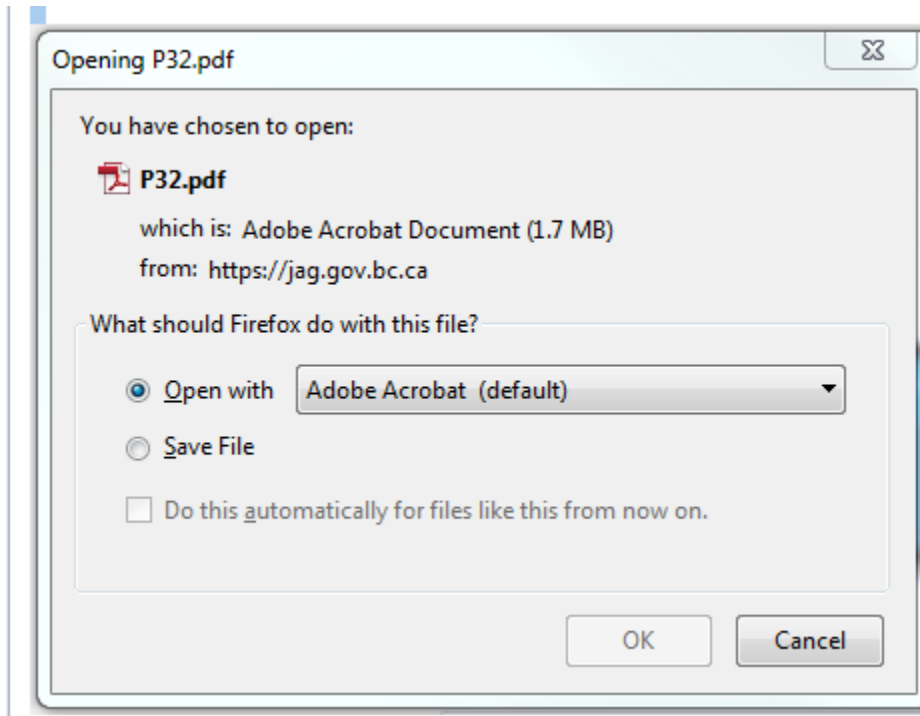 Opening P32.pdf
You have chosen to open:
P32.pdf
which is: Adobe Acrobat Document (1.7 MB)
from: https://jag.gov.bc.ca
What should Firefox do with this file?
Open with Adobe Acrobat (default)
Save File
Do this automatically for files like this from now on.
OK Cancel